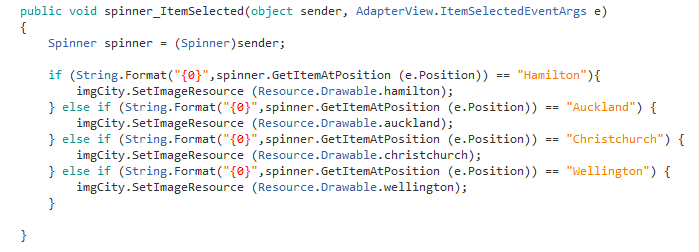 public void spinner_ItemSelected(object sender, AdapterView.ItemSelectedEventArgs e)
{
    Spinner spinner = (Spinner)sender;

    if (String.Format("{0}",spinner.GetItemAtPosition (e.Position)) == "Hamilton"){
        imgCity.SetImageResource (Resource.Drawable.hamilton);
    } else if (String.Format("{0}",spinner.GetItemAtPosition (e.Position)) == "Auckland") {
        imgCity.SetImageResource (Resource.Drawable.auckland);
    } else if (String.Format("{0}",spinner.GetItemAtPosition (e.Position)) == "Christchurch") {
        imgCity.SetImageResource (Resource.Drawable.christchurch);
    } else if (String.Format("{0}",spinner.GetItemAtPosition (e.Position)) == "Wellington") {
        imgCity.SetImageResource (Resource.Drawable.wellington);
    }

}